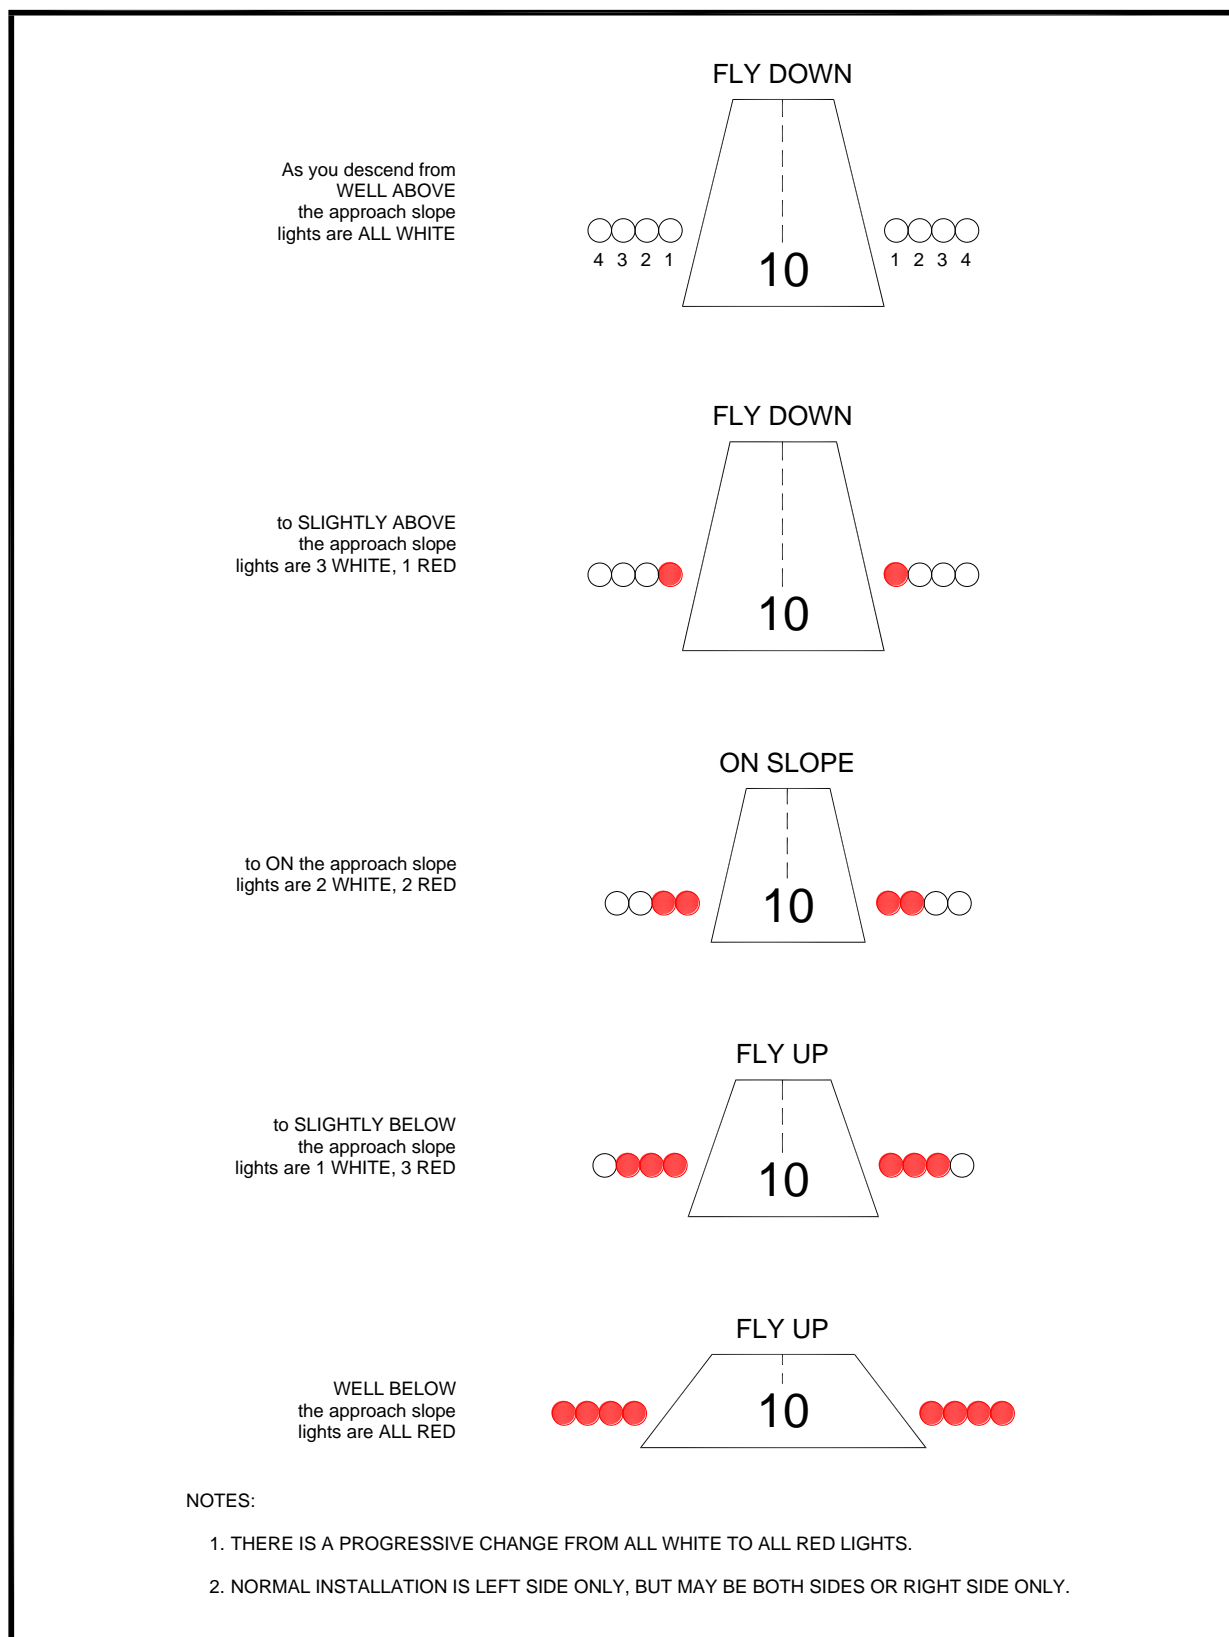 FLY DOWN
As you descend from
WELL ABOVE
the approach slope
lights are ALL WHITE
4 3 2 1
1 2 3 4
10
FLY DOWN
to SLIGHTLY ABOVE
the approach slope
lights are 3 WHITE, 1 RED
10
ON SLOPE
to ON the approach slope
lights are 2 WHITE, 2 RED
10
FLY UP
to SLIGHTLY BELOW
the approach slope
lights are 1 WHITE, 3 RED
10
FLY UP
WELL BELOW
the approach slope
lights are ALL RED
10
NOTES:
1. THERE IS A PROGRESSIVE CHANGE FROM ALL WHITE TO ALL RED LIGHTS.
2. NORMAL INSTALLATION IS LEFT SIDE ONLY, BUT MAY BE BOTH SIDES OR RIGHT SIDE ONLY.